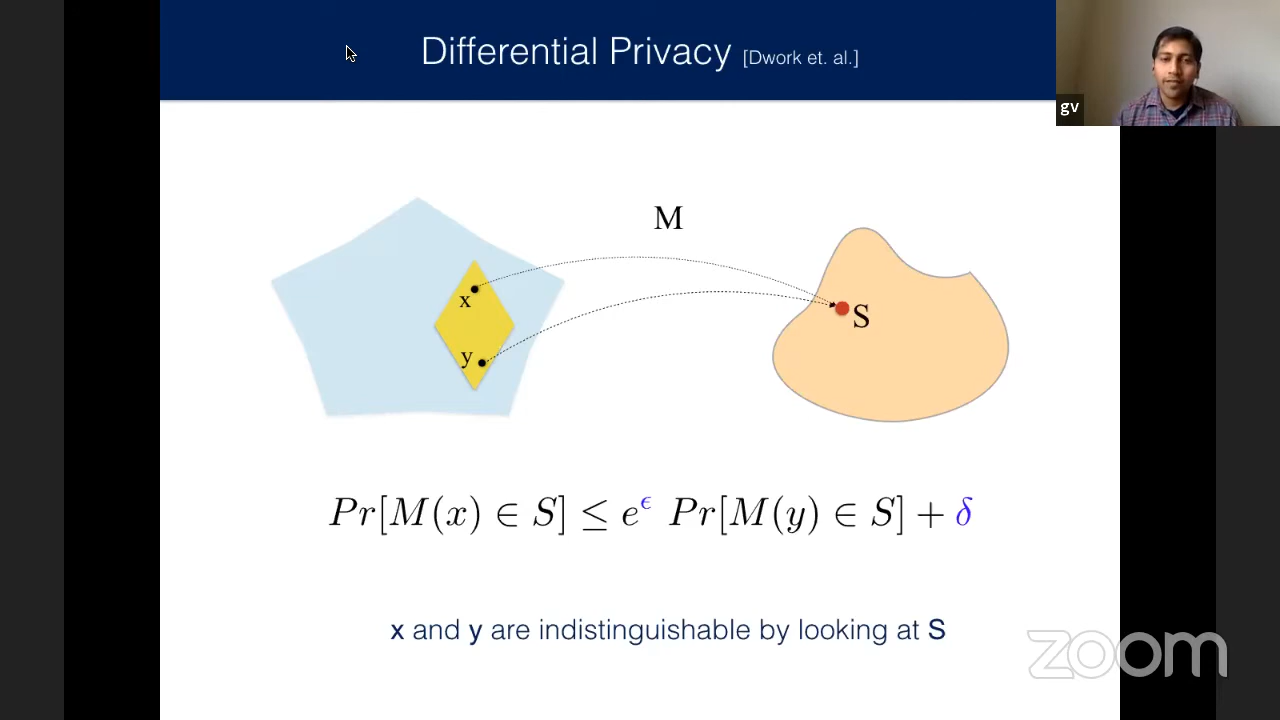 Differential Privacy [Dwork et. al.]
gv
M
x
y
S
Pr[M(x) ∈ S] ≤ e^ϵ Pr[M(y) ∈ S] + δ
x and y are indistinguishable by looking at S
zoom